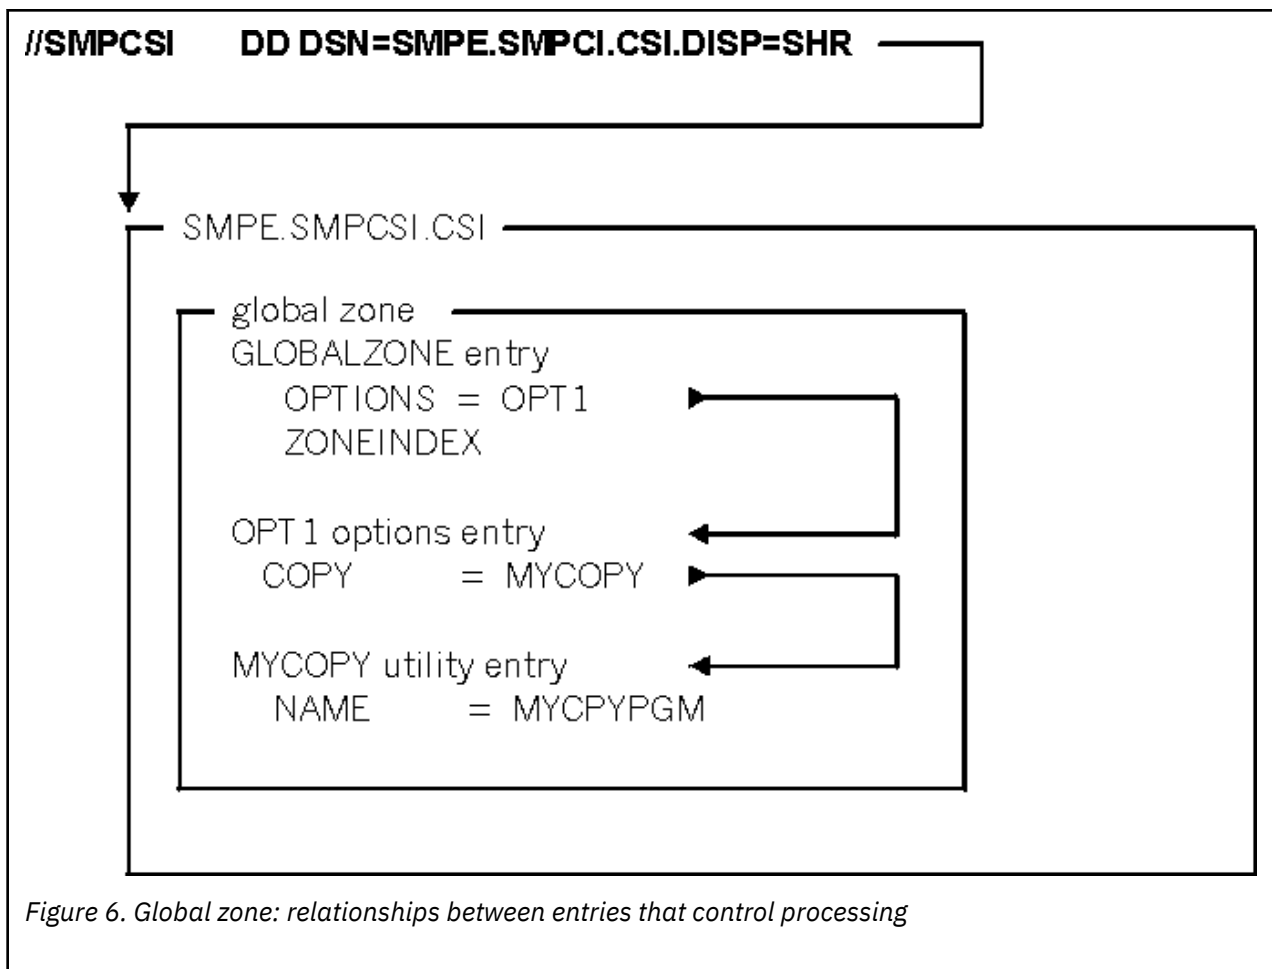 //SMPCSI DD DSN=SMPE.SMPCI.CSI.DISP=SHR
SMPE.SMPCSI.CSI
global zone
GLOBALZONE entry
OPTIONS = OPT1
ZONEINDEX
OPT1 options entry
COPY = MYCOPY
MYCOPY utility entry
NAME = MYCPYPGM
Figure 6. Global zone: relationships between entries that control processing